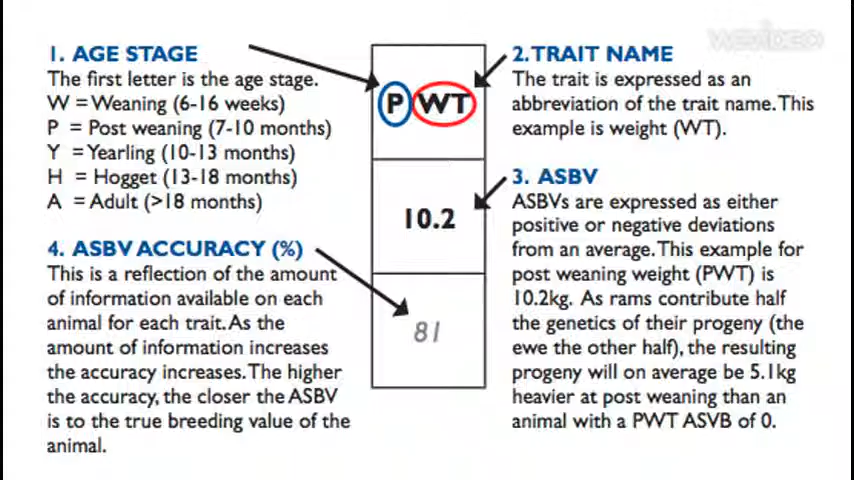 WEVIDEO
1. AGE STAGE
The first letter is the age stage.
W = Weaning (6-16 weeks)
P = Post weaning (7-10 months)
Y = Yearling (10-13 months)
H = Hogget (13-18 months)
A = Adult (>18 months)
4. ASBV ACCURACY (%)
This is a reflection of the amount
of information available on each
animal for each trait. As the
amount of information increases
the accuracy increases. The higher
the accuracy, the closer the ASBV
is to the true breeding value of the
animal.
PWT
10.2
81
2. TRAIT NAME
The trait is expressed as an
abbreviation of the trait name. This
example is weight (WT).
3. ASBV
ASBVs are expressed as either
positive or negative deviations
from an average. This example for
post weaning weight (PWT) is
10.2kg. As rams contribute half
the genetics of their progeny (the
ewe the other half), the resulting
progeny will on average be 5.1kg
heavier at post weaning than an
animal with a PWT ASVB of 0.